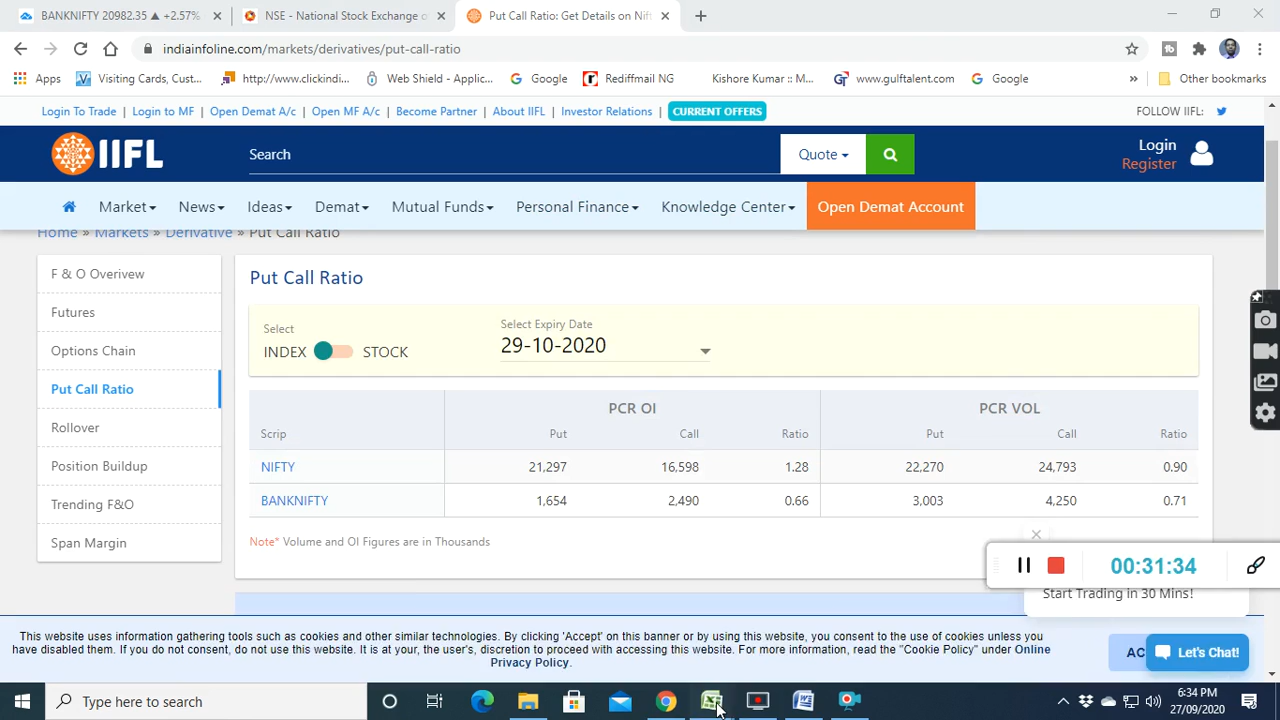 BANKNIFTY 20982.35 ▲ +2.57%
NSE - National Stock Exchange o
Put Call Ratio: Get Details on Nif
indiainfoline.com/markets/derivatives/put-call-ratio
Apps Visiting Cards, Cust... http://www.clickindi... Web Shield - Applic... Google Rediffmail NG Kishore Kumar :: M... www.gulftalent.com Google » Other bookmarks
Login To Trade | Login to MF | Open Demat A/c | Open MF A/c | Become Partner | About IIFL | Investor Relations | CURRENT OFFERS FOLLOW IIFL:
IIFL Search Quote Login
Register
Market News Ideas Demat Mutual Funds Personal Finance Knowledge Center Open Demat Account
Home » Markets » Derivative » Put Call Ratio
F & O Overivew
Futures
Options Chain
Put Call Ratio
Rollover
Position Buildup
Trending F&O
Span Margin
Put Call Ratio
Select
INDEX STOCK
Select Expiry Date
29-10-2020
PCR OI PCR VOL
Scrip Put Call Ratio Put Call Ratio
NIFTY 21,297 16,598 1.28 22,270 24,793 0.90
BANKNIFTY 1,654 2,490 0.66 3,003 4,250 0.71
Note* Volume and OI Figures are in Thousands
00:31:34
Start Trading in 30 Mins!
This website uses information gathering tools such as cookies and other similar technologies. By clicking 'Accept' on this banner or by using this website, you consent to the use of cookies unless you
have disabled them. If you do not consent, do not use this website. It is at your, the user's, discretion to proceed with accessing this website. For more information, read the "Cookie Policy" under Online
Privacy Policy.
AC
Let's Chat!
Type here to search
6:34 PM
27/09/2020